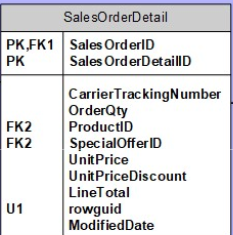 SalesOrderDetail
PK,FK1 SalesOrderID
PK SalesOrderDetailID
CarrierTrackingNumber
OrderQty
FK2 ProductID
FK2 SpecialOfferID
UnitPrice
UnitPriceDiscount
LineTotal
U1 rowguid
ModifiedDate